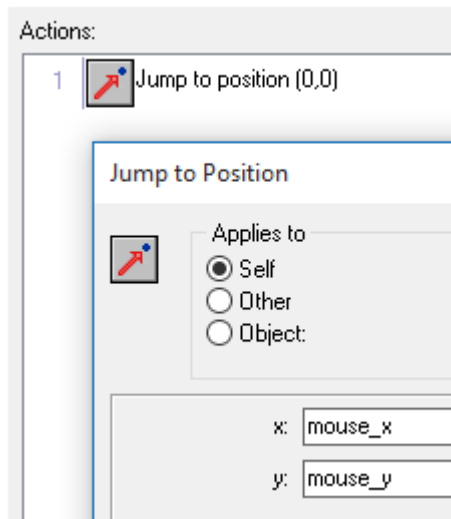 Actions:
1 Jump to position (0,0)
Jump to Position
Applies to
Self
Other
Object:
x: mouse_x
y: mouse_y